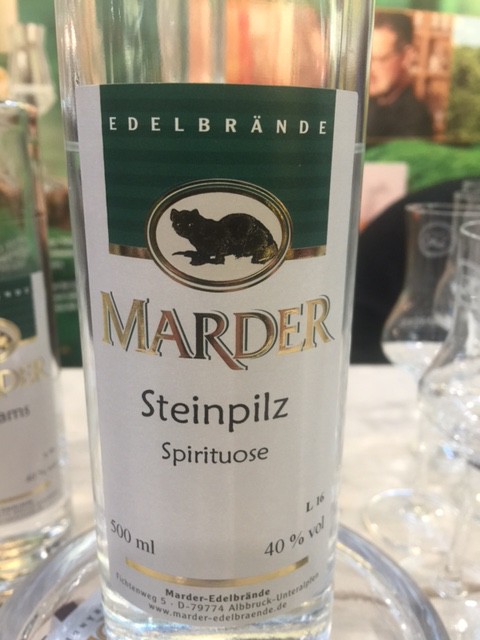 EDELBRÄNDE
MARDER
Steinpilz
Spirituose
L 16
500 ml
40 % vol
Marder-Edelbrände
Fichtenweg 5 - D-79774 Albbruck-Unteralpfen
www.marder-edelbraende.de